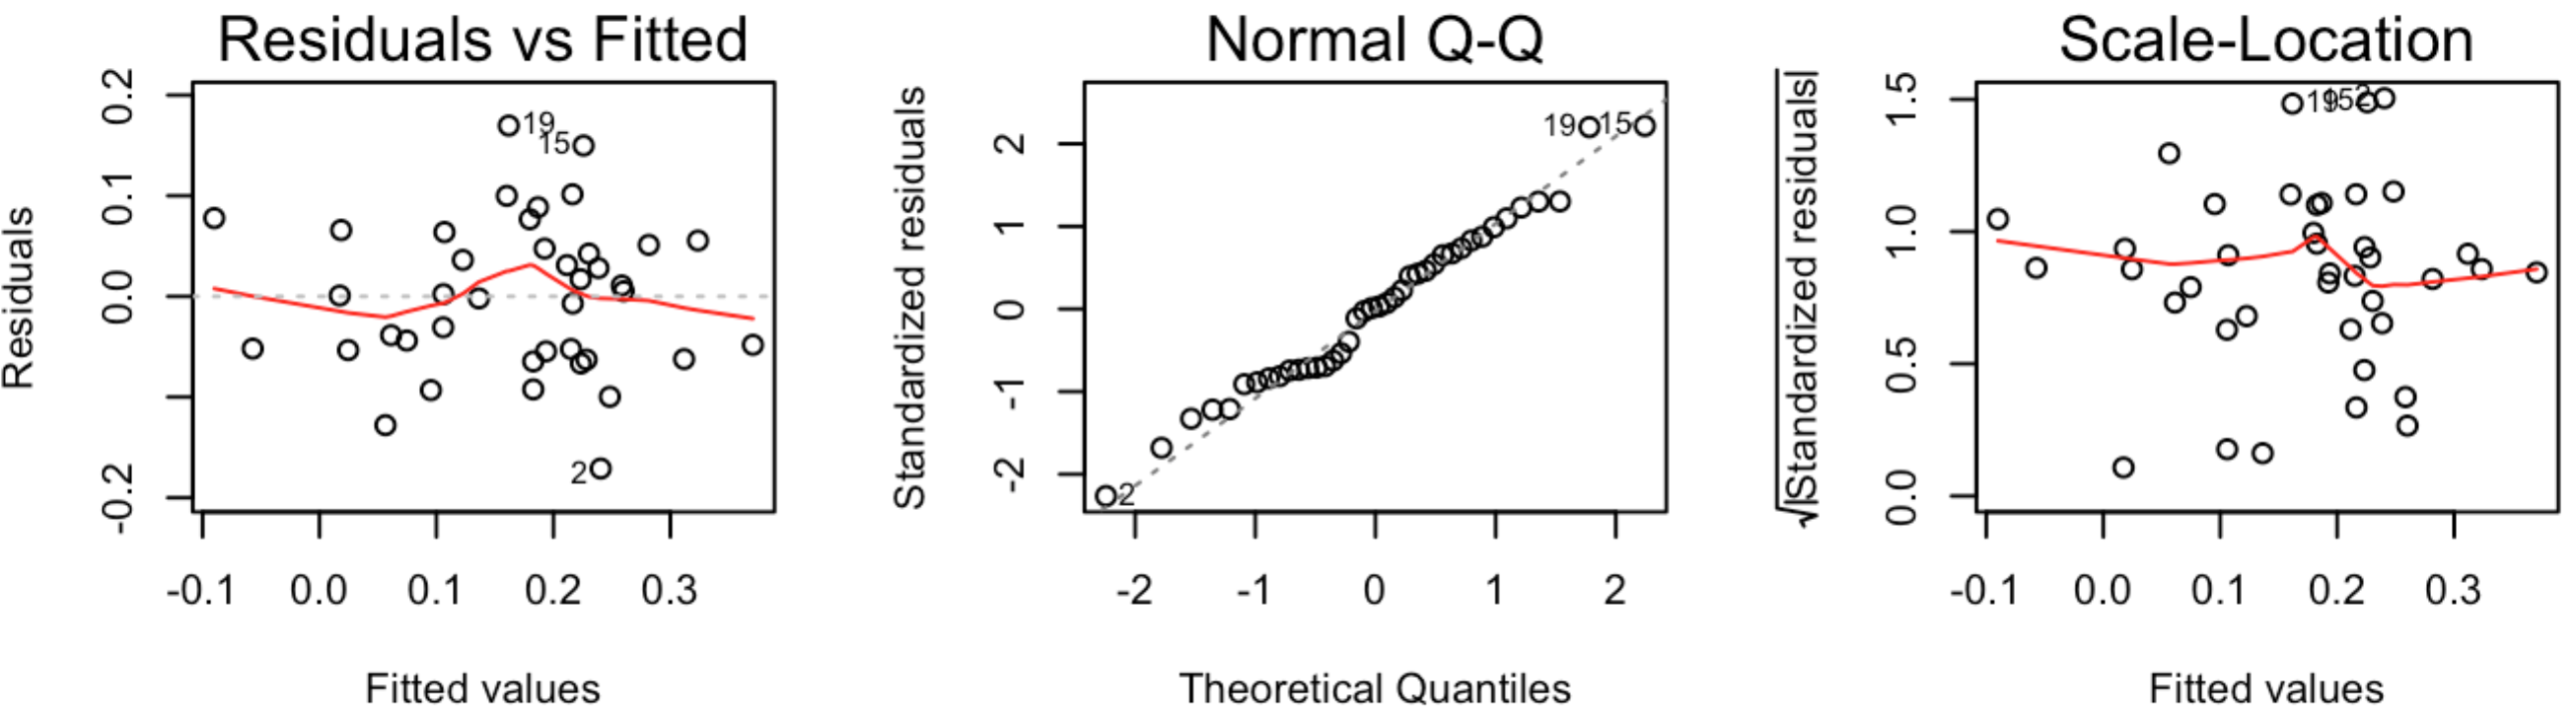 Residuals vs Fitted
Residuals
0.2
0.1
0.0
-0.2
19
15
2
-0.1 0.0 0.1 0.2 0.3
Fitted values
Normal Q-Q
Standardized residuals
2
1
0
-1
-2
19 15
2
-2 -1 0 1 2
Theoretical Quantiles
Scale-Location
√|Standardized residuals|
1.5
1.0
0.5
0.0
19 15 2
-0.1 0.0 0.1 0.2 0.3
Fitted values